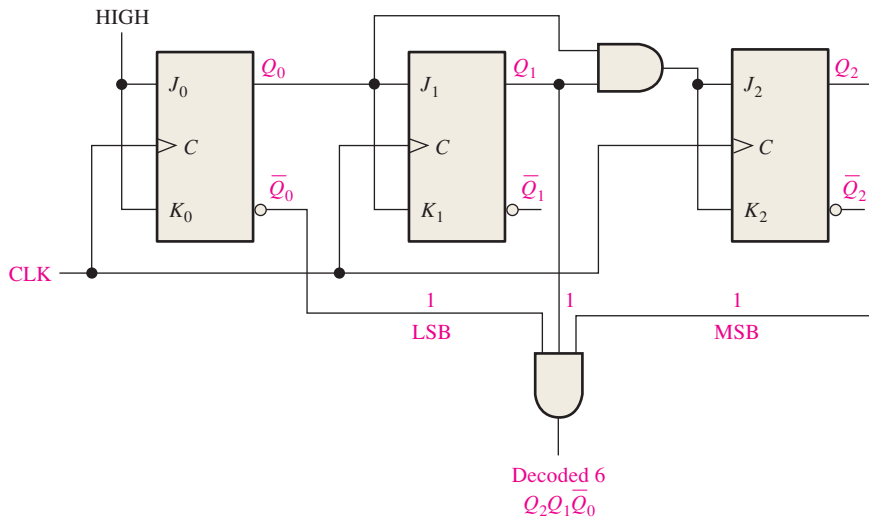 HIGH
Q₀
Q₁
Q₂
J₀
J₁
J₂
C
C
C
Q̅₀
Q̅₁
Q̅₂
K₀
K₁
K₂
CLK
1
1
1
LSB
MSB
Decoded 6
Q₂Q₁Q̅₀